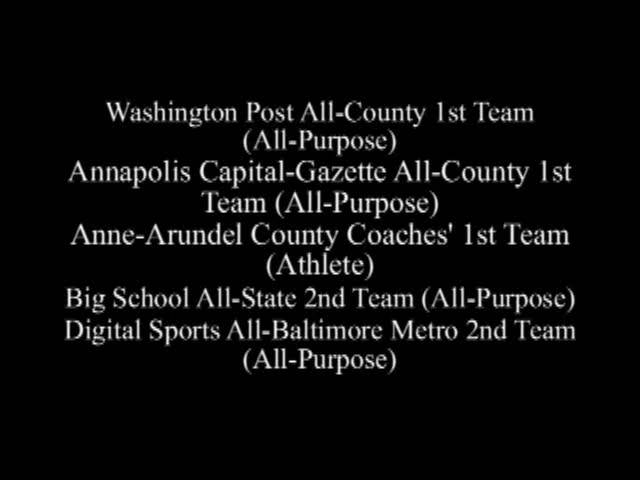 Washington Post All-County 1st Team
(All-Purpose)
Annapolis Capital-Gazette All-County 1st
Team (All-Purpose)
Anne-Arundel County Coaches' 1st Team
(Athlete)
Big School All-State 2nd Team (All-Purpose)
Digital Sports All-Baltimore Metro 2nd Team
(All-Purpose)